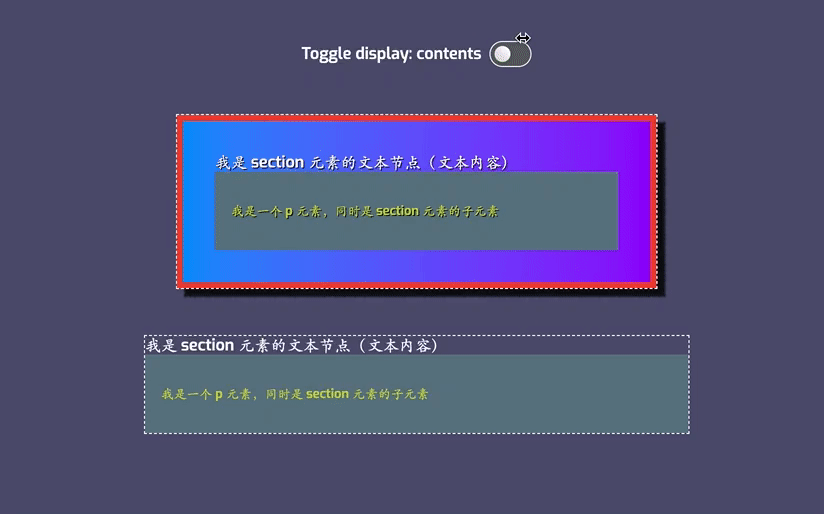 Toggle display: contents
我是 section 元素的文本节点（文本内容）
我是一个 p 元素，同时是 section 元素的子元素
我是 section 元素的文本节点（文本内容）
我是一个 p 元素，同时是 section 元素的子元素